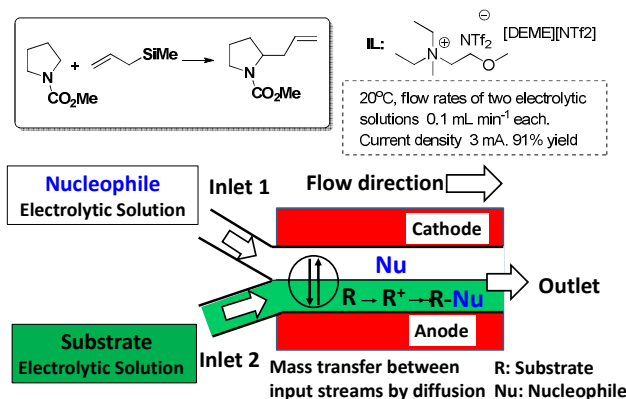 N
CO₂Me
+
SiMe
N
CO₂Me
IL:
N
⊕
O
⊖
NTf₂
[DEME][NTf2]
20°C, flow rates of two electrolytic
solutions 0.1 mL min⁻¹ each.
Current density 3 mA. 91% yield
Nucleophile
Electrolytic Solution
Inlet 1
Flow direction
Cathode
Nu
R → R⁺ → R-Nu
Anode
Outlet
Substrate
Electrolytic Solution
Inlet 2
Mass transfer between
input streams by diffusion
R: Substrate
Nu: Nucleophile